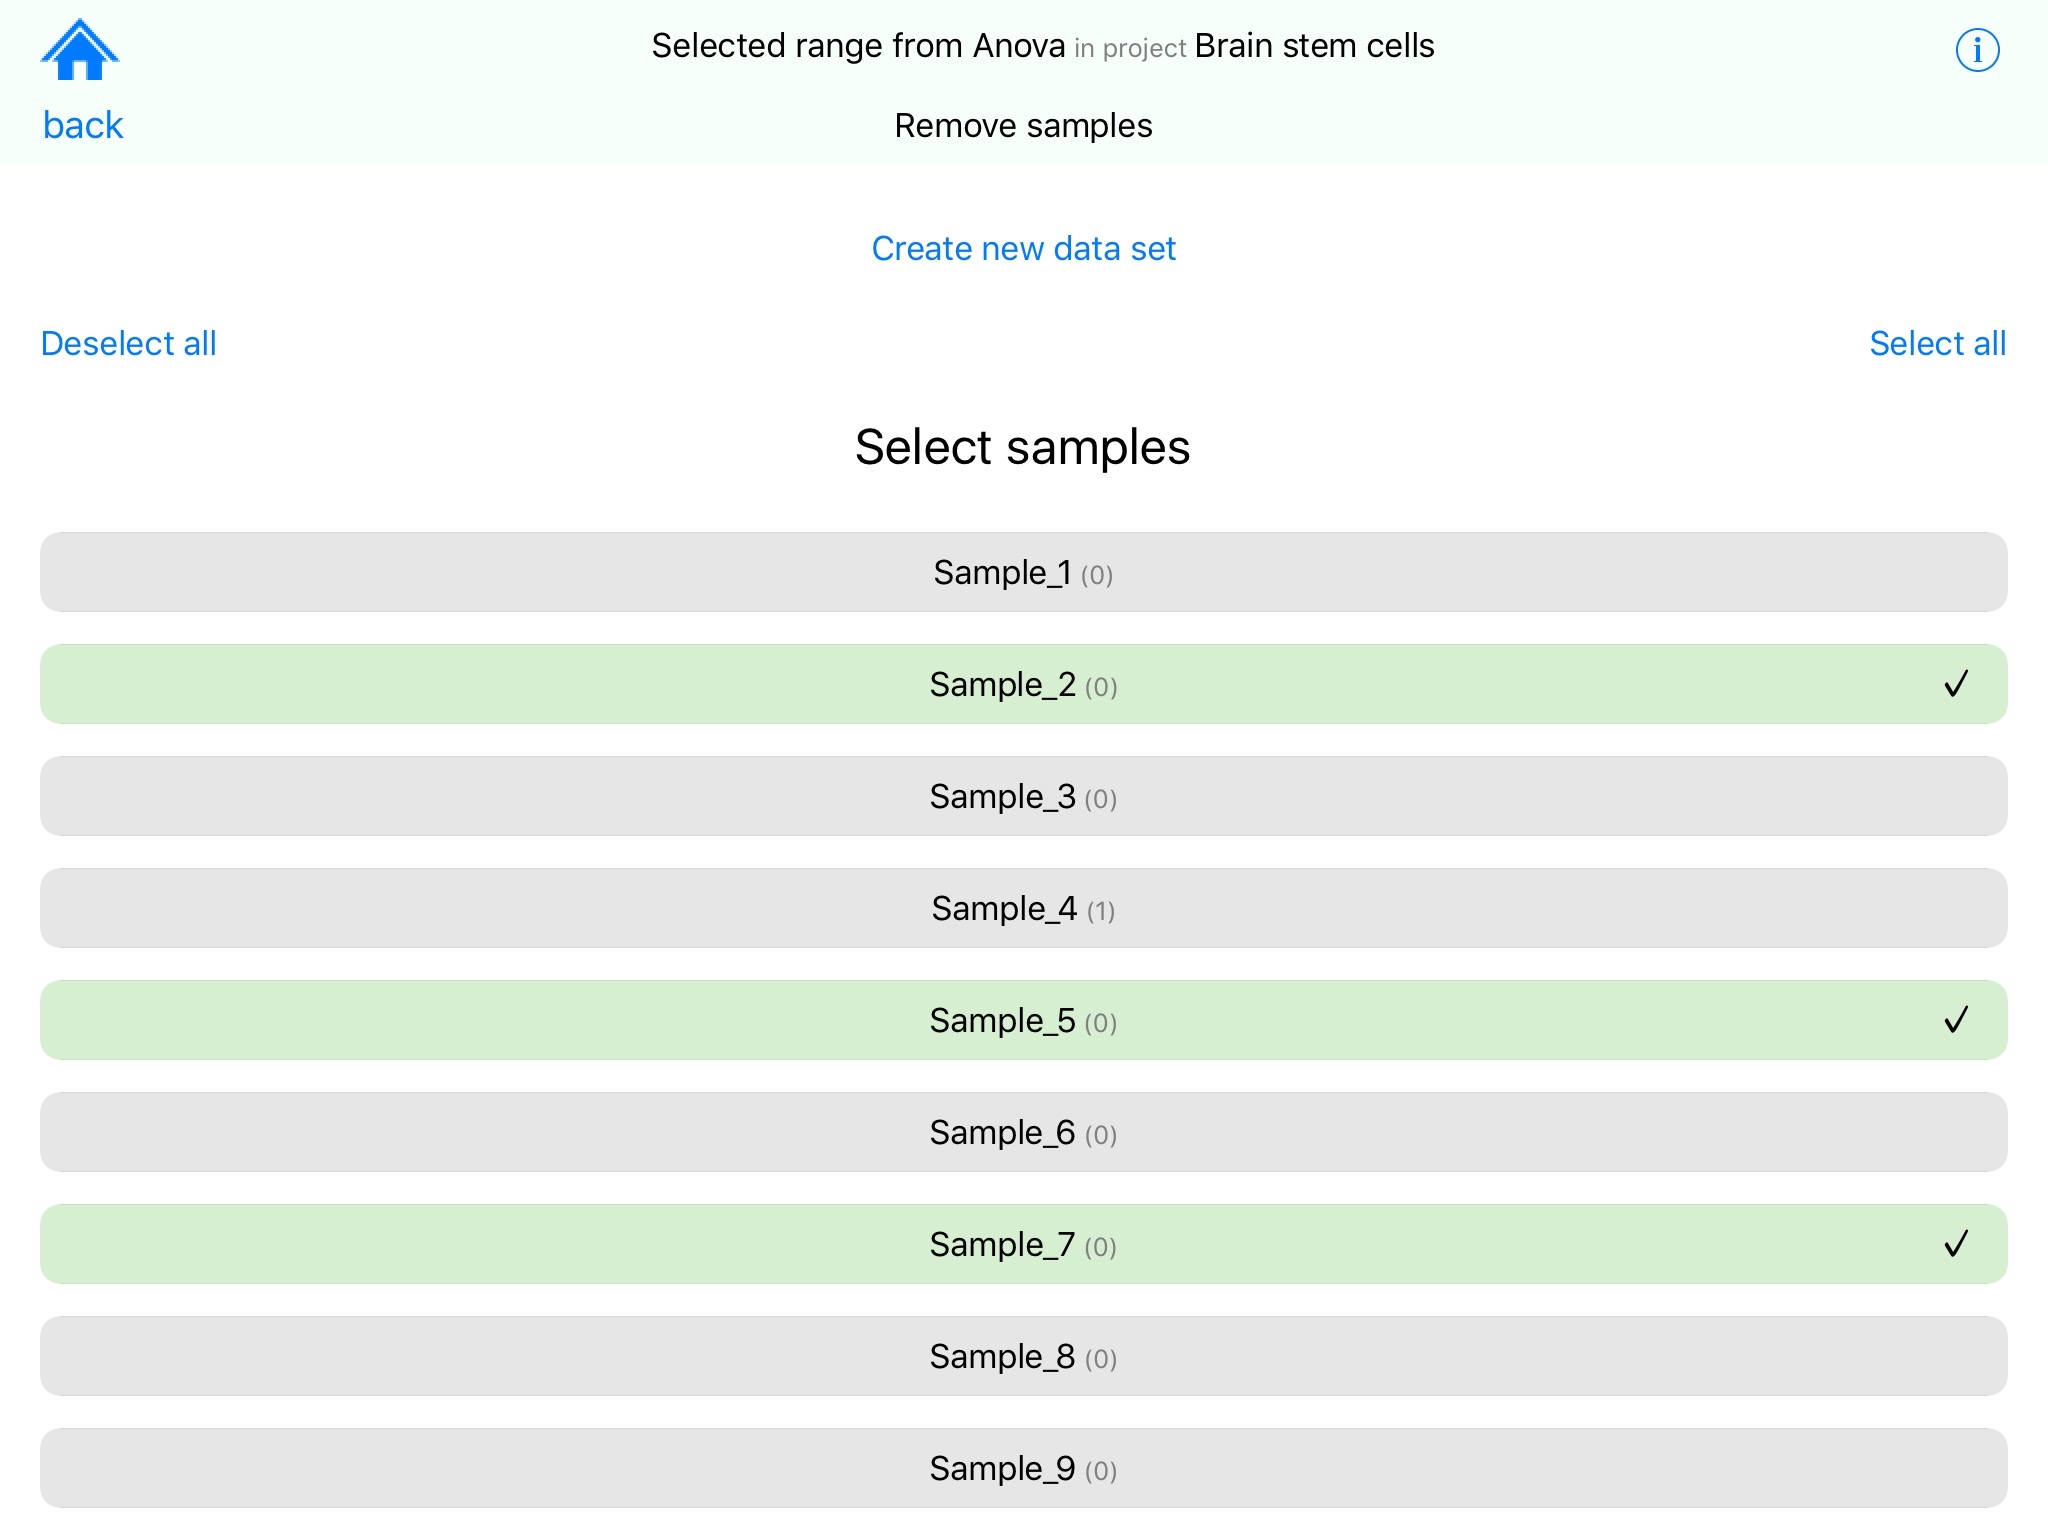 Selected range from Anova in project Brain stem cells
i
back
Remove samples
Create new data set
Deselect all
Select all
Select samples
Sample_1 (0)
Sample_2 (0) ✓
Sample_3 (0)
Sample_4 (1)
Sample_5 (0) ✓
Sample_6 (0)
Sample_7 (0) ✓
Sample_8 (0)
Sample_9 (0)